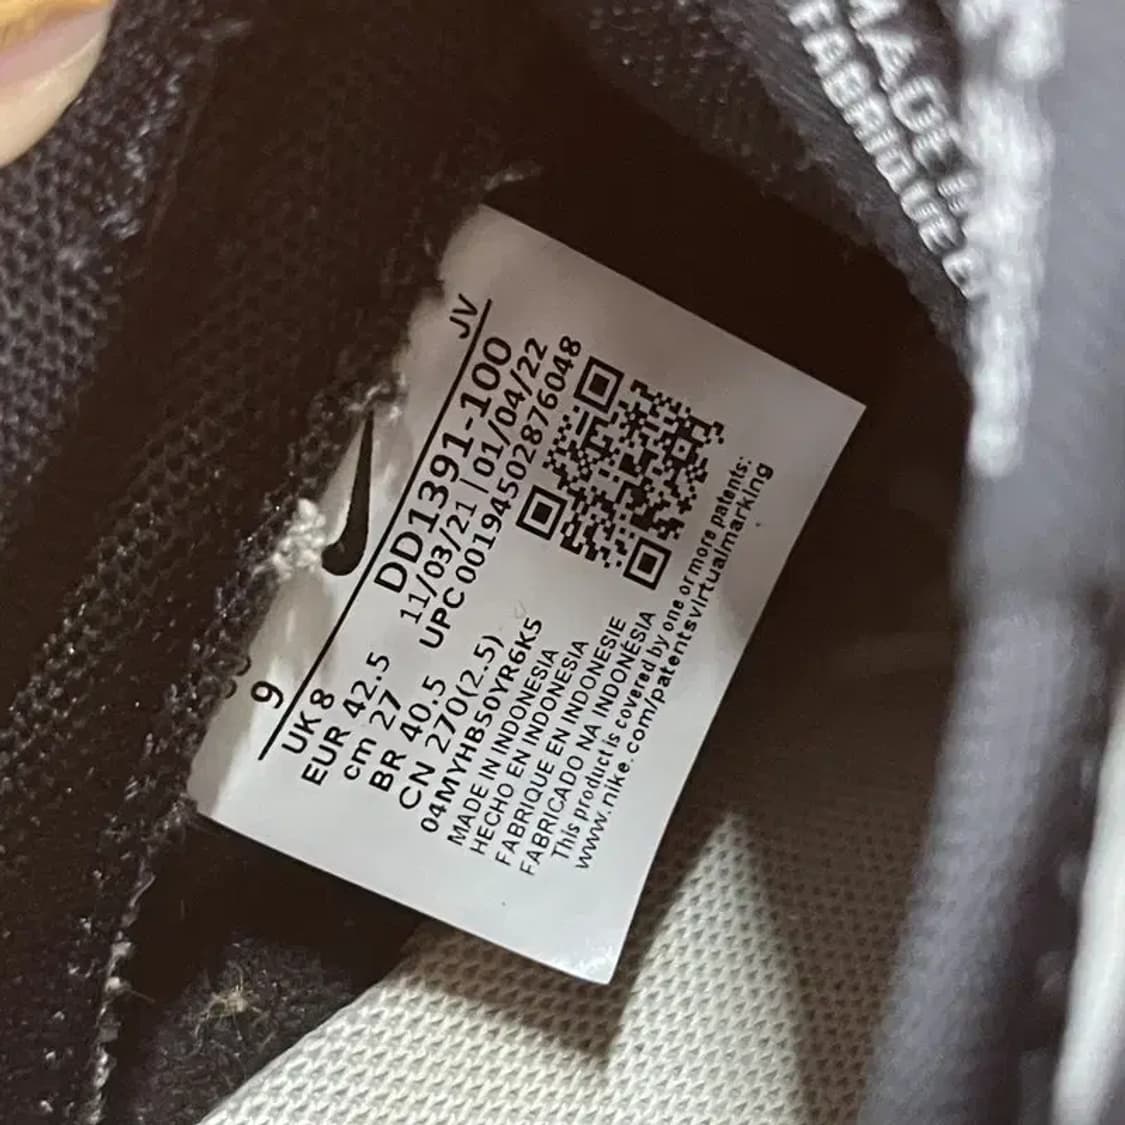 JV
9
UK 8
EUR 42.5
cm 27
BR 40.5
CN 270(2.5)
DD1391-100
11/03/21 | 01/04/22
UPC 00194502876048
04MYHB50YR6K5
MADE IN INDONESIA
HECHO EN INDONESIA
FABRIQUE EN INDONESIE
FABRICADO NA INDONÉSIA
This product is covered by one or more patents:
www.nike.com/patentsvirtualmarking
MADE
FABRIQUE